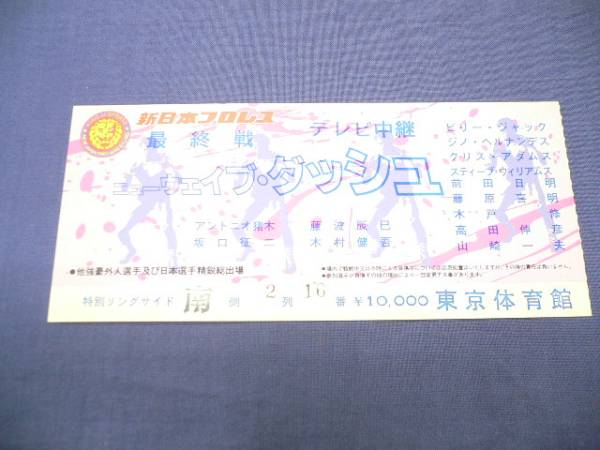 新日本プロレス
最終戦 テレビ中継
ニューウェイブ・ダッシュ
アントニオ猪木 藤波辰巳
坂口征二 木村健吾
ビリー・ジャック
ジノ・ヘルナンデス
クリス・アダムス
スティーブ・ウィリアムス
前田日明
藤原喜明
木戸修
高田伸彦
山崎一夫
●他強豪外人選手及び日本選手精鋭総出場
特別リングサイド 南側 2列 16番 ¥10,000 東京体育館